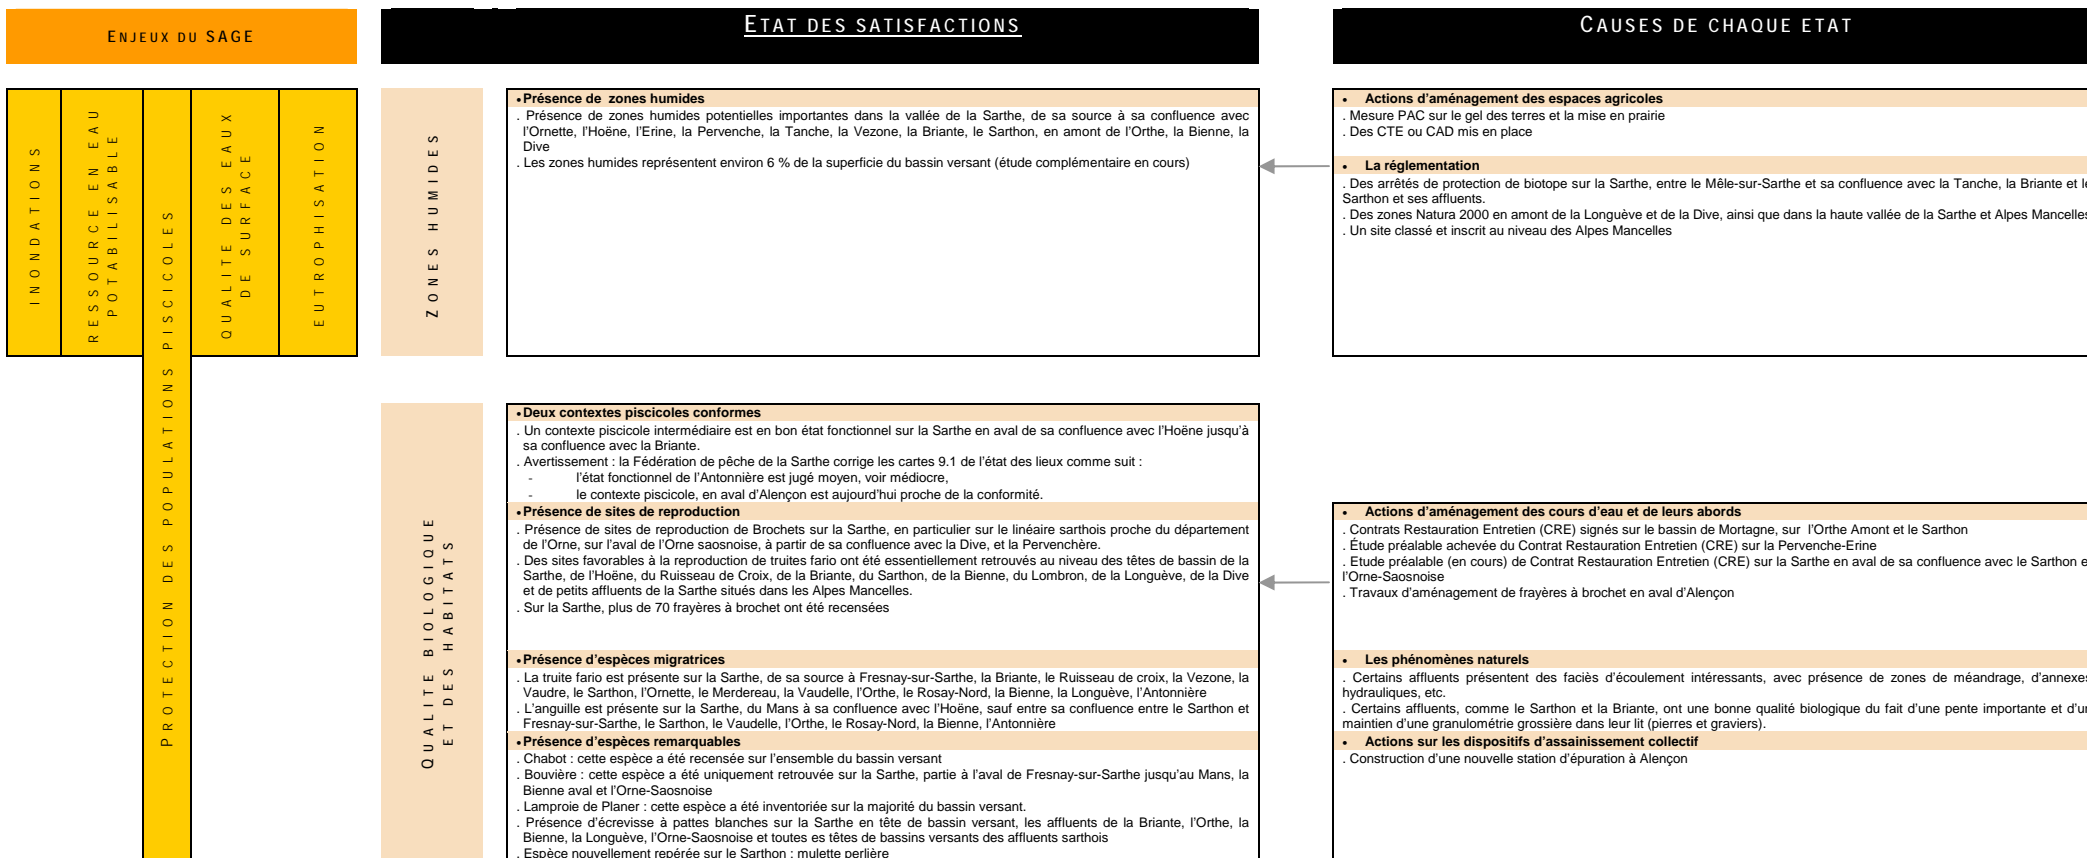 ENJEUX DU SAGE
ETAT DES SATISFACTIONS
CAUSES DE CHAQUE ETAT
INONDATIONS
RESSOURCE EN EAU
POTABILISABLE
PROTECTION DES POPULATIONS PISCICOLES
QUALITE DES EAUX
DE SURFACE
EUTROPHISATION
ZONES HUMIDES
•Présence de zones humides
. Présence de zones humides potentielles importantes dans la vallée de la Sarthe, de sa source à sa confluence avec
l'Ornette, l'Hoëne, l'Erine, la Pervenche, la Tanche, la Vezone, la Briante, le Sarthon, en amont de l'Orthe, la Bienne, la
Dive
. Les zones humides représentent environ 6 % de la superficie du bassin versant (étude complémentaire en cours)
• Actions d'aménagement des espaces agricoles
. Mesure PAC sur le gel des terres et la mise en prairie
. Des CTE ou CAD mis en place
• La réglementation
. Des arrêtés de protection de biotope sur la Sarthe, entre le Mêle-sur-Sarthe et sa confluence avec la Tanche, la Briante et
Sarthon et ses affluents.
. Des zones Natura 2000 en amont de la Longuève et de la Dive, ainsi que dans la haute vallée de la Sarthe et Alpes Mancelles
. Un site classé et inscrit au niveau des Alpes Mancelles
QUALITE BIOLOGIQUE
ET DES HABITATS
•Deux contextes piscicoles conformes
. Un contexte piscicole intermédiaire est en bon état fonctionnel sur la Sarthe en aval de sa confluence avec l'Hoëne jusqu'à
sa confluence avec la Briante.
. Avertissement : la Fédération de pêche de la Sarthe corrige les cartes 9.1 de l'état des lieux comme suit :
- l'état fonctionnel de l'Antonnière est jugé moyen, voir médiocre,
- le contexte piscicole, en aval d'Alençon est aujourd'hui proche de la conformité.
•Présence de sites de reproduction
. Présence de sites de reproduction de Brochets sur la Sarthe, en particulier sur le linéaire sarthois proche du département
de l'Orne, sur l'aval de l'Orne saosnoise, à partir de sa confluence avec la Dive, et la Pervenchère.
. Des sites favorables à la reproduction de truites fario ont été essentiellement retrouvés au niveau des têtes de bassin de la
Sarthe, de l'Hoëne, du Ruisseau de Croix, de la Briante, du Sarthon, de la Bienne, du Lombron, de la Longuève, de la Dive
et de petits affluents de la Sarthe situés dans les Alpes Mancelles.
. Sur la Sarthe, plus de 70 frayères à brochet ont été recensées
•Présence d'espèces migratrices
. La truite fario est présente sur la Sarthe, de sa source à Fresnay-sur-Sarthe, la Briante, le Ruisseau de croix, la Vezone, la
Vaudre, le Sarthon, l'Ornette, le Merdereau, la Vaudelle, l'Orthe, le Rosay-Nord, la Bienne, la Longuève, l'Antonnière
. L'anguille est présente sur la Sarthe, du Mans à sa confluence avec l'Hoëne, sauf entre sa confluence entre le Sarthon et
Fresnay-sur-Sarthe, le Sarthon, le Vaudelle, l'Orthe, le Rosay-Nord, la Bienne, l'Antonnière
•Présence d'espèces remarquables
. Chabot : cette espèce a été recensée sur l'ensemble du bassin versant
. Bouvière : cette espèce a été uniquement retrouvée sur la Sarthe, partie à l'aval de Fresnay-sur-Sarthe jusqu'au Mans, la
Bienne aval et l'Orne-Saosnoise
. Lamproie de Planer : cette espèce a été inventoriée sur la majorité du bassin versant.
. Présence d'écrevisse à pattes blanches sur la Sarthe en tête de bassin versant, les affluents de la Briante, l'Orthe, la
Bienne, la Longuève, l'Orne-Saosnoise et toutes es têtes de bassins versants des affluents sarthois
. Espèce nouvellement repérée sur le Sarthon : mulette perlière
• Actions d'aménagement des cours d'eau et de leurs abords
. Contrats Restauration Entretien (CRE) signés sur le bassin de Mortagne, sur l'Orthe Amont et le Sarthon
. Étude préalable achevée du Contrat Restauration Entretien (CRE) sur la Pervenche-Erine
. Etude préalable (en cours) de Contrat Restauration Entretien (CRE) sur la Sarthe en aval de sa confluence avec le Sarthon
l'Orne-Saosnoise
. Travaux d'aménagement de frayères à brochet en aval d'Alençon
• Les phénomènes naturels
. Certains affluents présentent des faciès d'écoulement intéressants, avec présence de zones de méandrage, d'annexes
hydrauliques, etc.
. Certains affluents, comme le Sarthon et la Briante, ont une bonne qualité biologique du fait d'une pente importante et
maintien d'une granulométrie grossière dans leur lit (pierres et graviers).
• Actions sur les dispositifs d'assainissement collectif
. Construction d'une nouvelle station d'épuration à Alençon